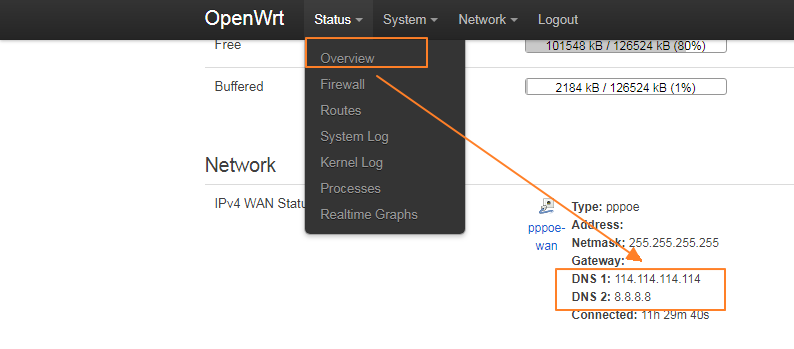 OpenWrt Status System Network Logout
Free 101548 kB / 126524 kB (80%)
Overview
Buffered 2184 kB / 126524 kB (1%)
Firewall
Routes
System Log
Kernel Log
Processes
Realtime Graphs
Network
IPv4 WAN Statu
pppoe-
wan
Type: pppoe
Address:
Netmask: 255.255.255.255
Gateway:
DNS 1: 114.114.114.114
DNS 2: 8.8.8.8
Connected: 11h 29m 40s